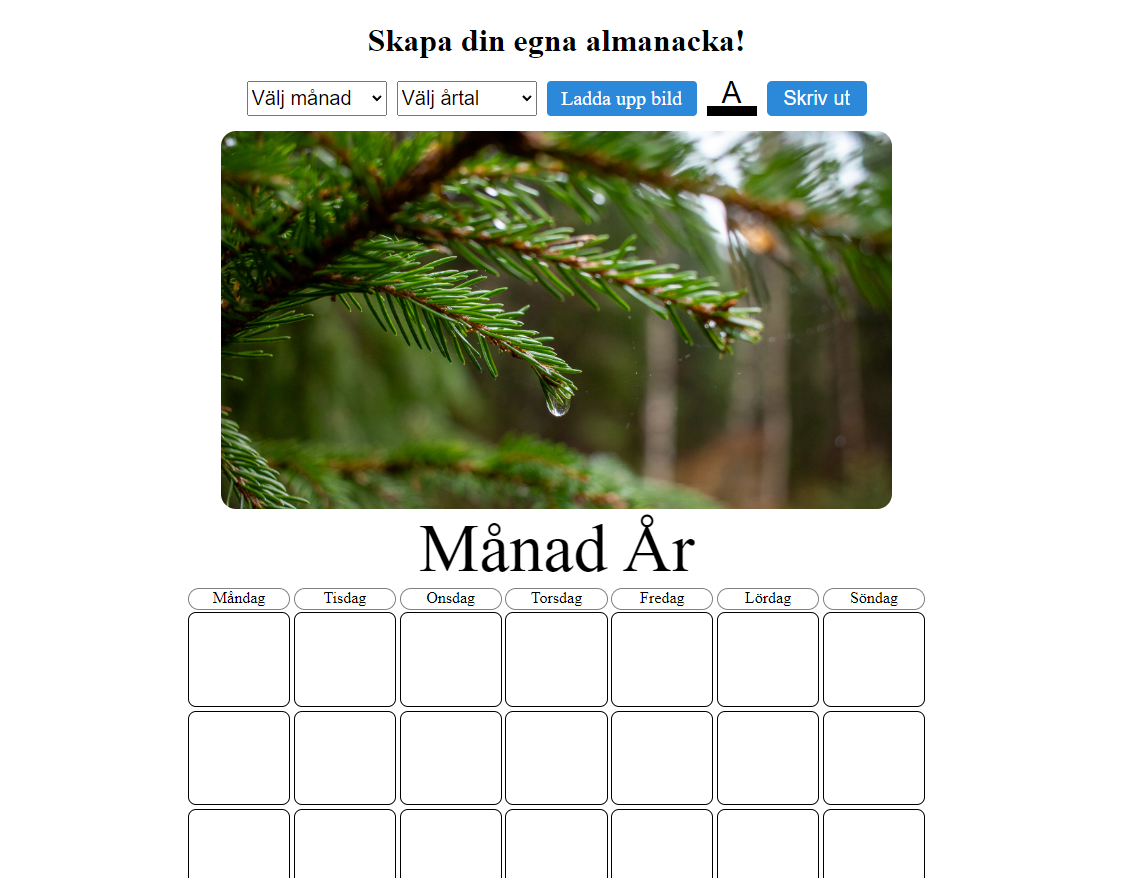 Skapa din egna almanacka!
Välj månad Välj årtal Ladda upp bild A Skriv ut
Månad År
Måndag Tisdag Onsdag Torsdag Fredag Lördag Söndag